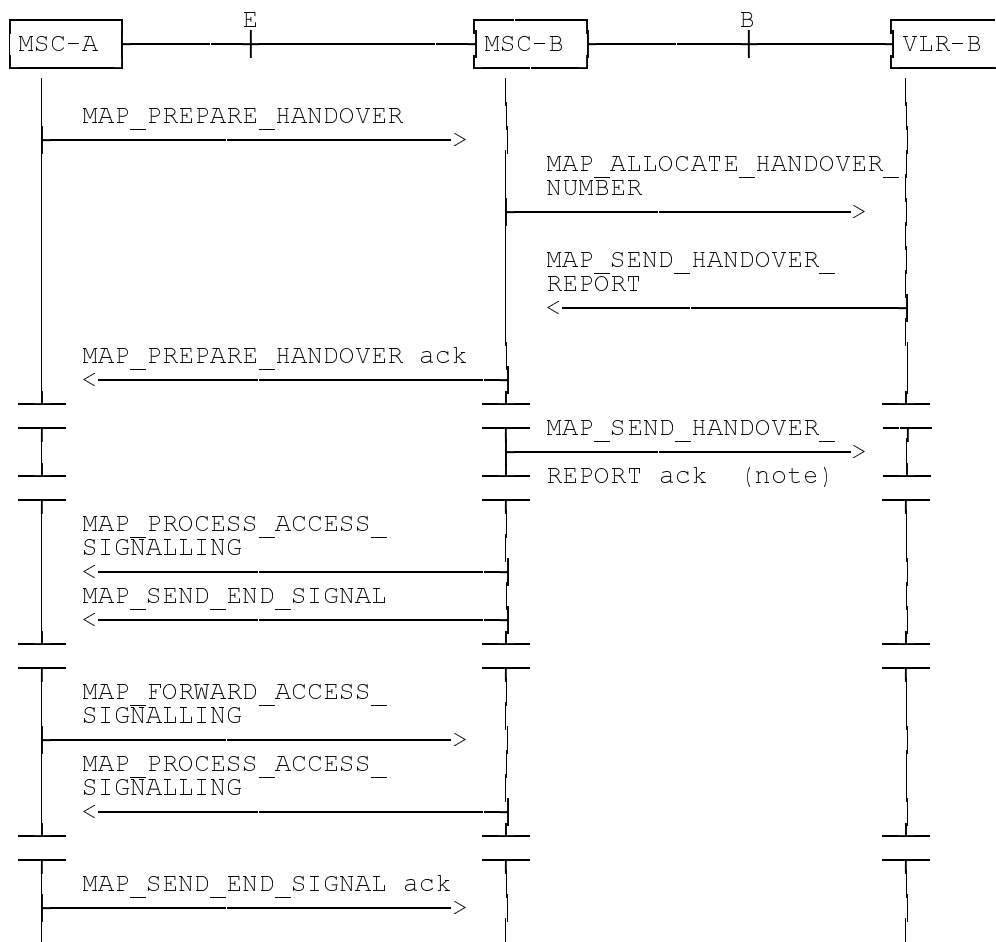 E B
MSC-A MSC-B VLR-B
MAP_PREPARE_HANDOVER
>
MAP_ALLOCATE_HANDOVER_
NUMBER
>
MAP_SEND_HANDOVER_
REPORT
<
MAP_PREPARE_HANDOVER ack
<
MAP_SEND_HANDOVER_
>
REPORT ack (note)
MAP_PROCESS_ACCESS_
SIGNALLING
<
MAP_SEND_END_SIGNAL
<
MAP_FORWARD_ACCESS_
SIGNALLING
>
MAP_PROCESS_ACCESS_
SIGNALLING
<
MAP_SEND_END_SIGNAL ack
>